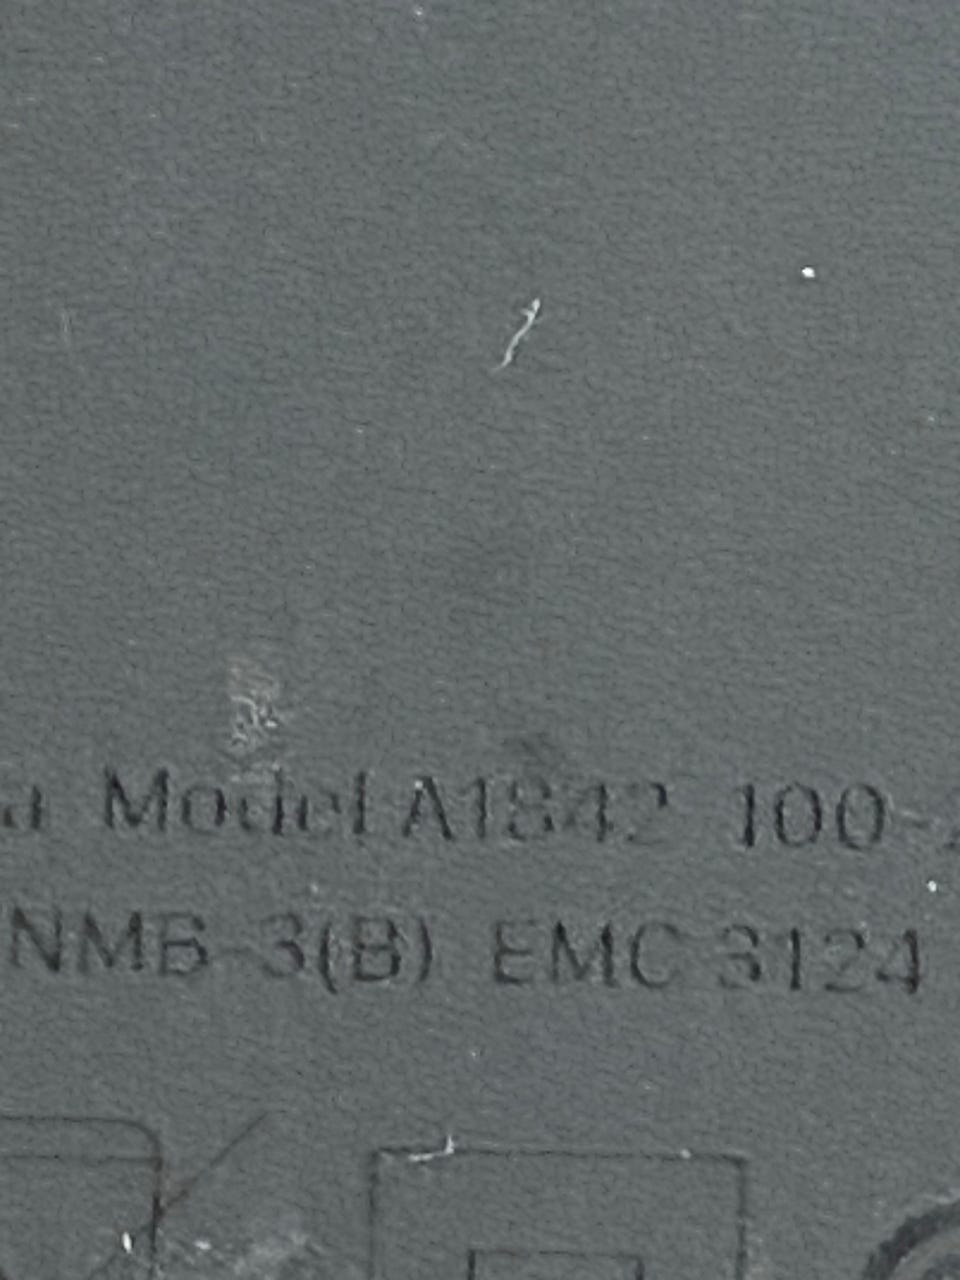 a Model A1842 100-
NMB-3(B) EMC 3124